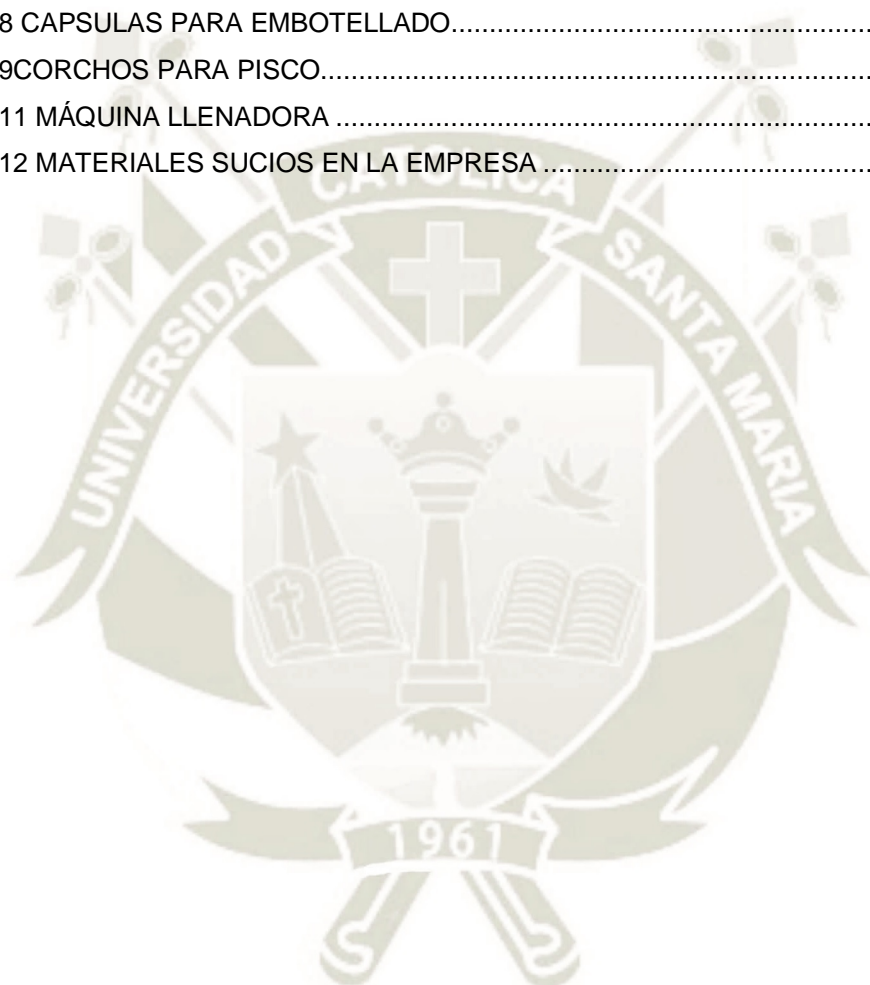 8 CAPSULAS PARA EMBOTELLADO..................................................
9CORCHOS PARA PISCO..................................................................
11 MÁQUINA LLENADORA ................................................................
12 MATERIALES SUCIOS EN LA EMPRESA ........................................
UNIVERSIDAD CATOLICA SANTA MARIA
1961